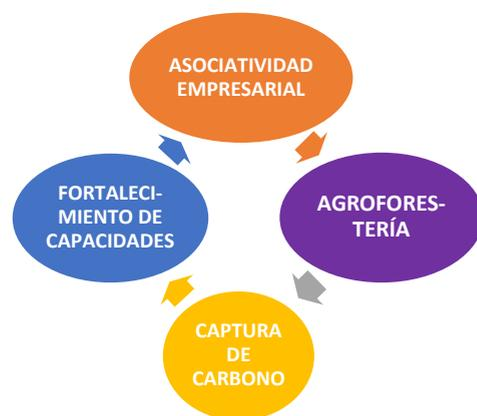 ASOCIATIVIDAD
EMPRESARIAL
AGROFORES-
TERÍA
CAPTURA
DE
CARBONO
FORTALECI-
MIENTO DE
CAPACIDADES